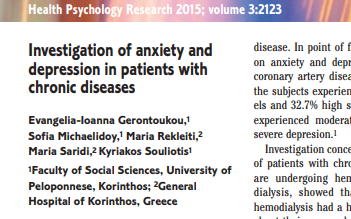 Health Psychology Research 2015; volume 3:2123
Investigation of anxiety and
depression in patients with
chronic diseases
Evangelia-Ioanna Gerontoukou,1
Sofia Michaelidoy,1 Maria Rekleiti,2
Maria Saridi,2 Kyriakos Souliotis1
1Faculty of Social Sciences, University of
Peloponnese, Korinthos; 2General
Hospital of Korinthos, Greece
disease. In point of f
on anxiety and depr
coronary artery diseas
the subjects experien
els and 32.7% high s
experienced moderat
severe depression.1
Investigation conce
of patients with chro
are undergoing hem
dialysis, showed tha
hemodialysis had a h